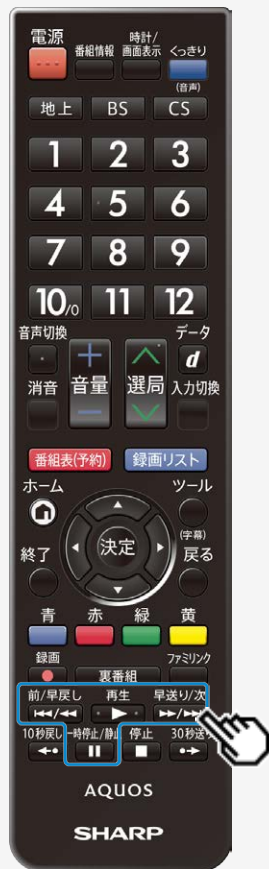 電源
番組情報
時計/
画面表示
くっきり
(音声)
地上 BS CS
1 2 3
4 5 6
7 8 9
10/0 11 12
音声切換
データ
+
d
消音
音量
選局
入力切換
番組表(予約) 録画リスト
ホーム ツール
決定
(字幕)
終了 戻る
青 赤 緑 黄
録画
裏番組
ファミリンク
前/早戻し 再生 早送り/次
10秒戻し 一時停止/静止 停止 30秒送り
AQUOS
SHARP